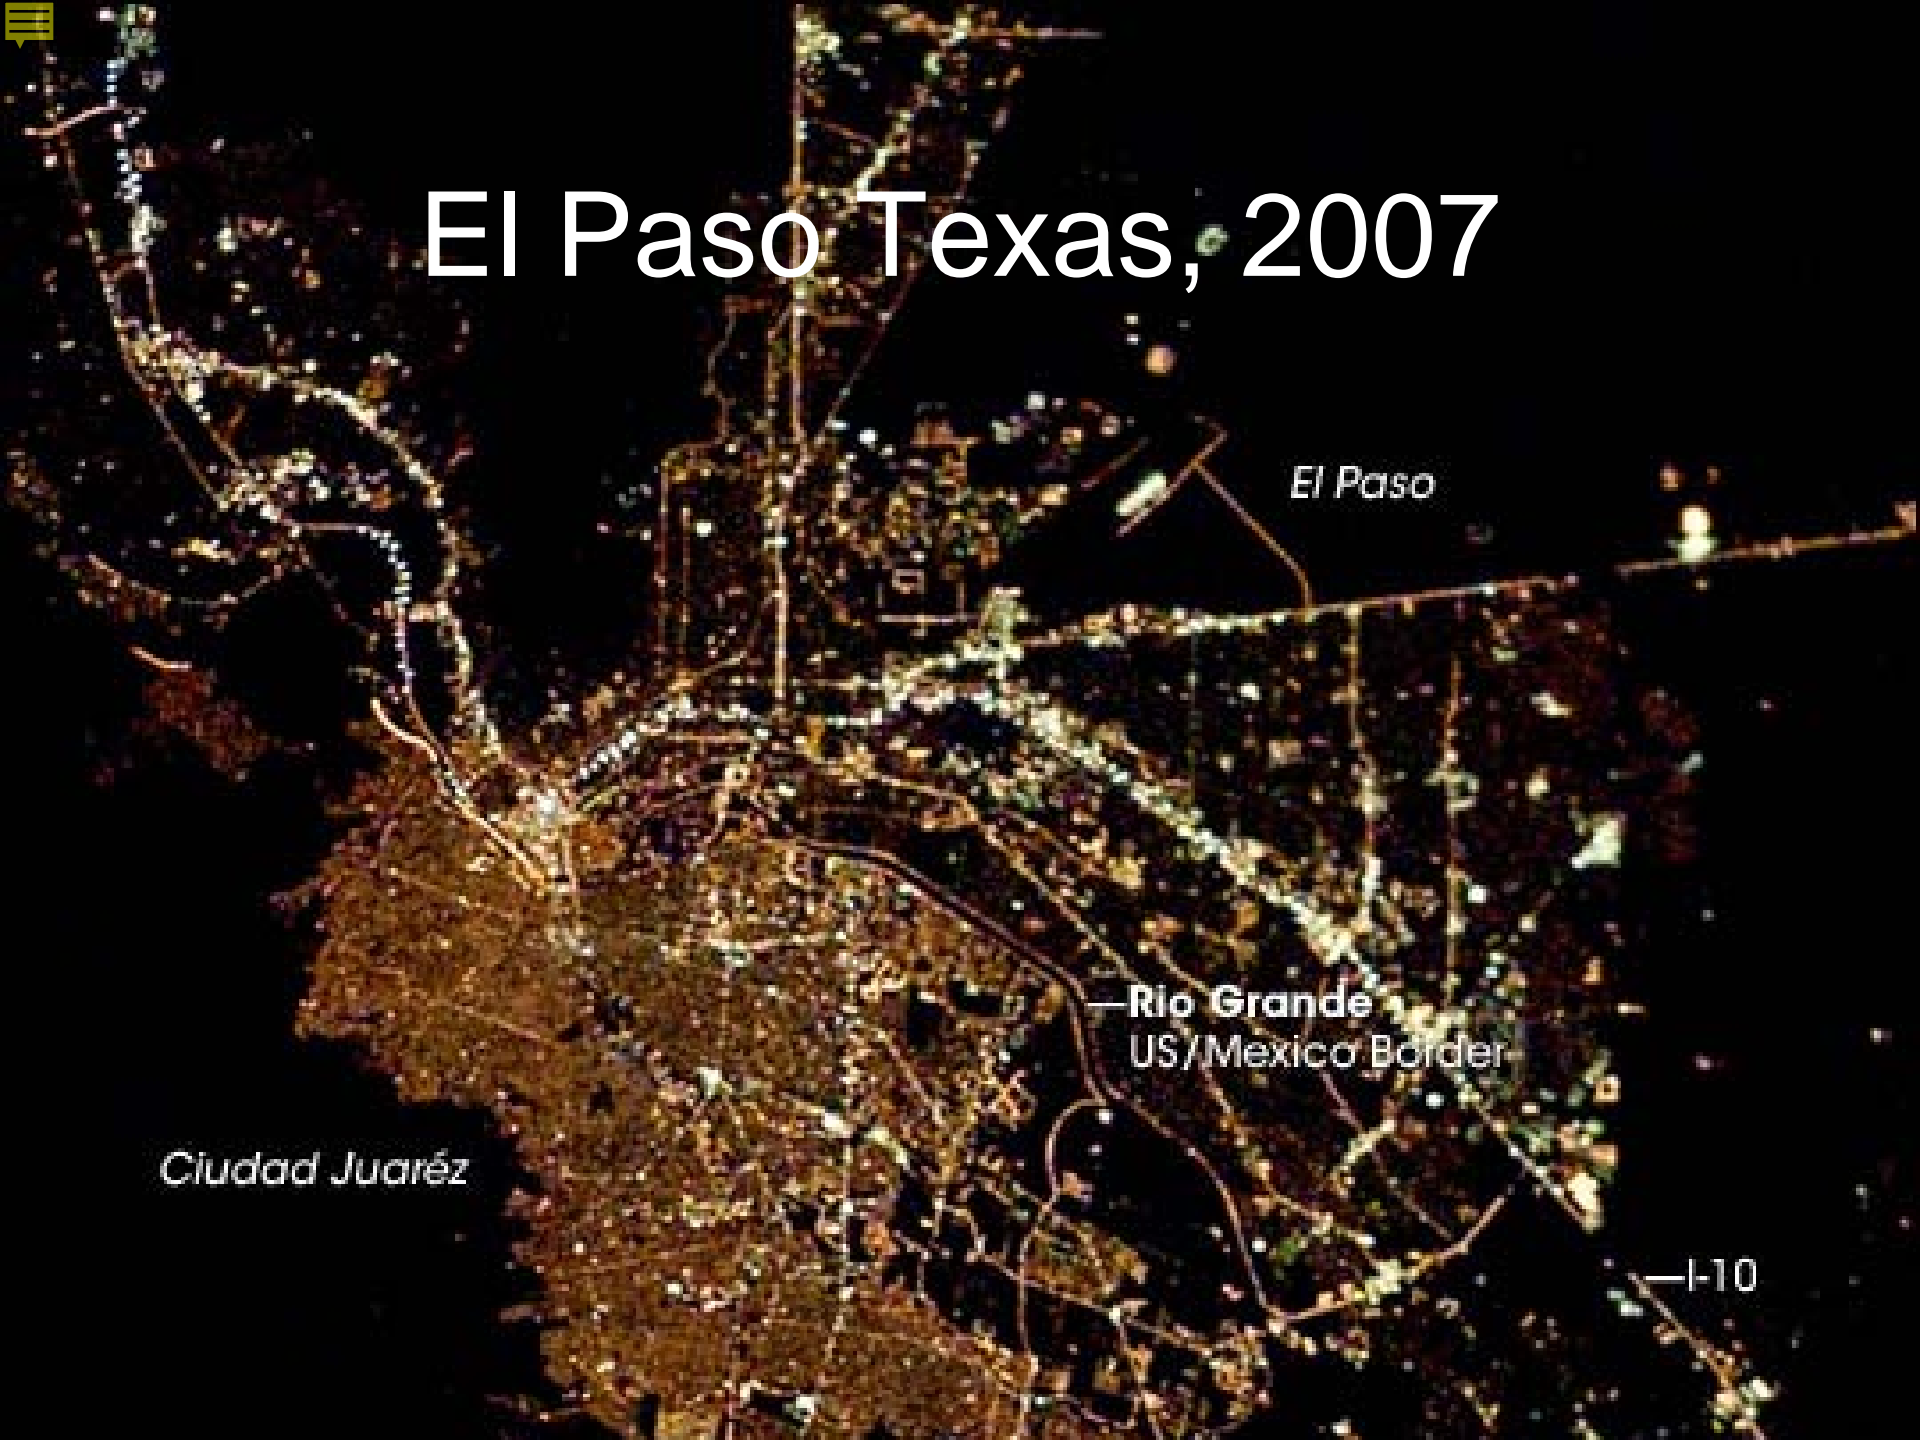 El Paso Texas, 2007
El Paso
Rio Grande
US/Mexico Border
Ciudad Juaréz
I-10